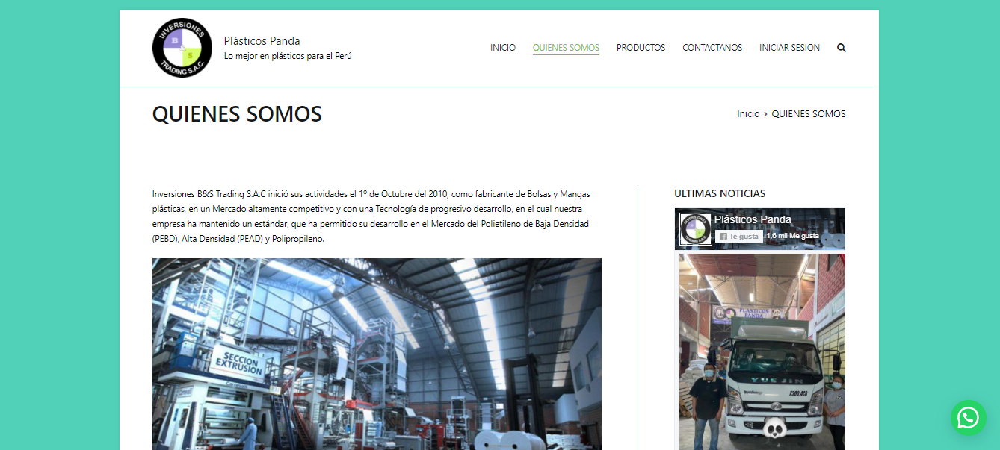 INVERSIONES
B
S
TRADING S.A.C.
Plásticos Panda
Lo mejor en plásticos para el Perú
INICIO
QUIENES SOMOS
PRODUCTOS
CONTACTANOS
INICIAR SESION
QUIENES SOMOS
Inicio › QUIENES SOMOS
Inversiones B&S Trading S.A.C inició sus actividades el 1º de Octubre del 2010, como fabricante de Bolsas y Mangas
plásticas, en un Mercado altamente competitivo y con una Tecnología de progresivo desarrollo, en el cual nuestra
empresa ha mantenido un estándar, que ha permitido su desarrollo en el Mercado del Polietileno de Baja Densidad
(PEBD), Alta Densidad (PEAD) y Polipropileno.
SECCION
EXTRUSION
ULTIMAS NOTICIAS
INVERSIONES
TRADING S.A.C.
Plásticos Panda
Te gusta
1,6 mil Me gusta
PLASTICOS
PANDA
YUEJIN